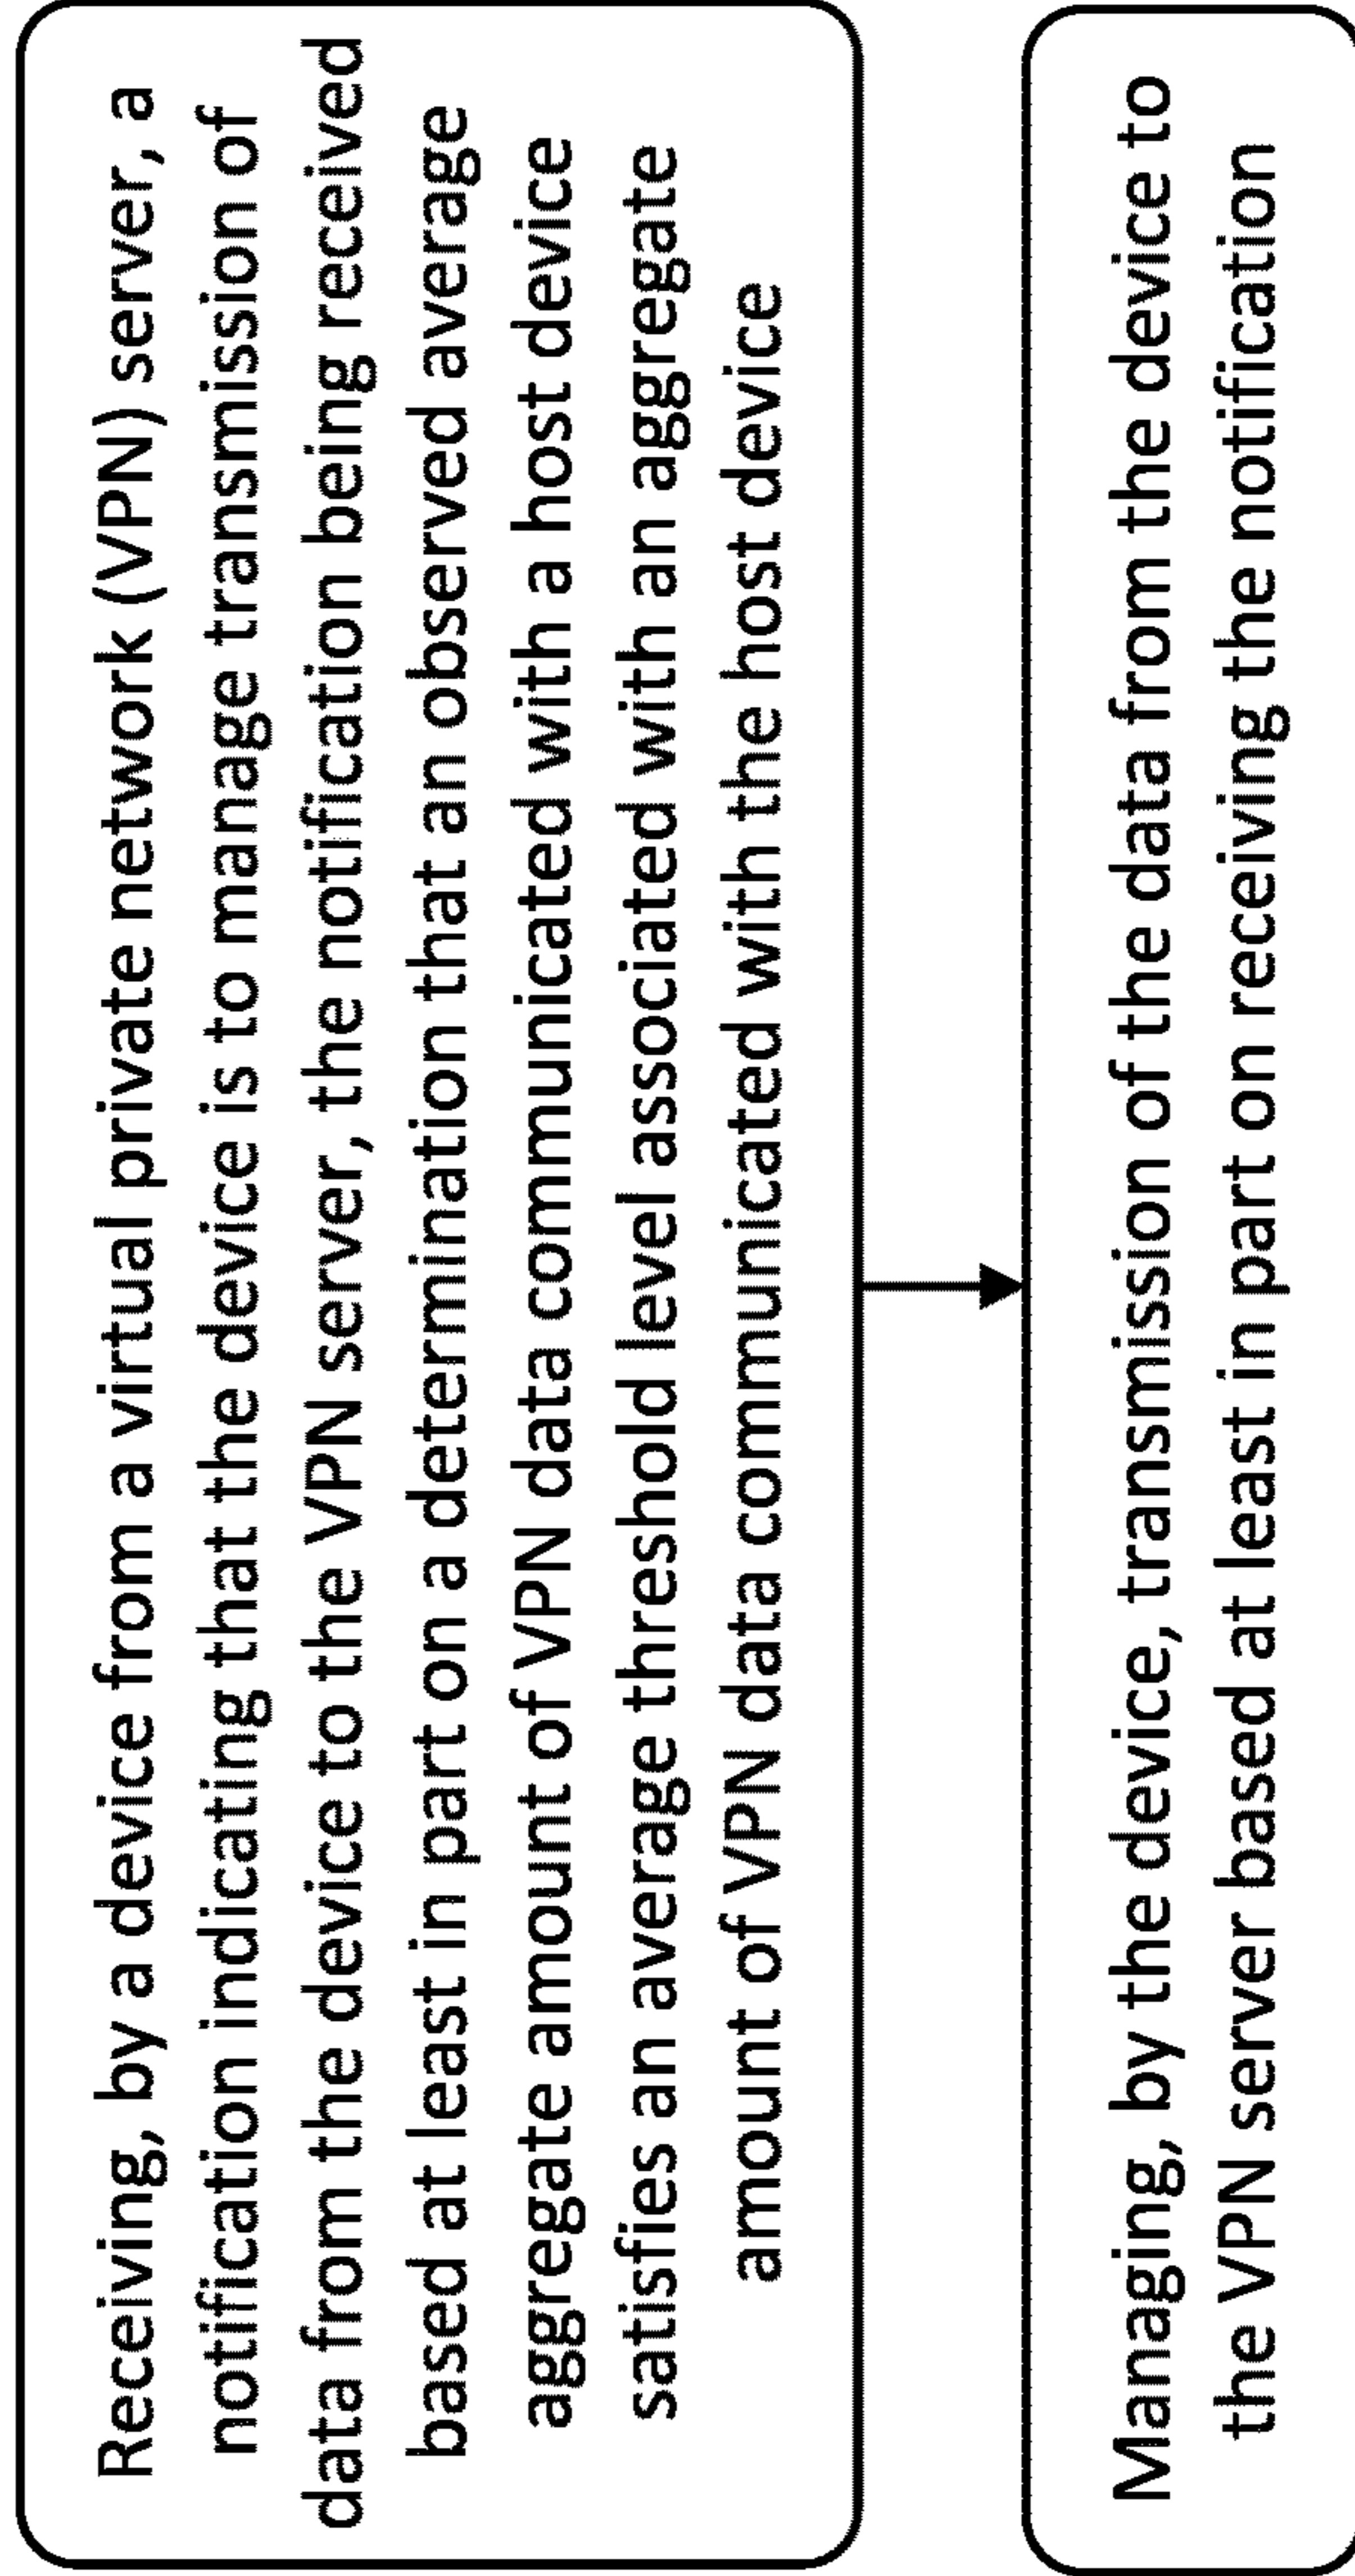 Receiving, by a device from a virtual private network (VPN) server, a
notification indicating that the device is to manage transmission of
data from the device to the VPN server, the notification being received
based at least in part on a determination that an observed average
aggregate amount of VPN data communicated with a host device
satisfies an average threshold level associated with an aggregate
amount of VPN data communicated with the host device
Managing, by the device, transmission of the data from the device to
the VPN server based at least in part on receiving the notification